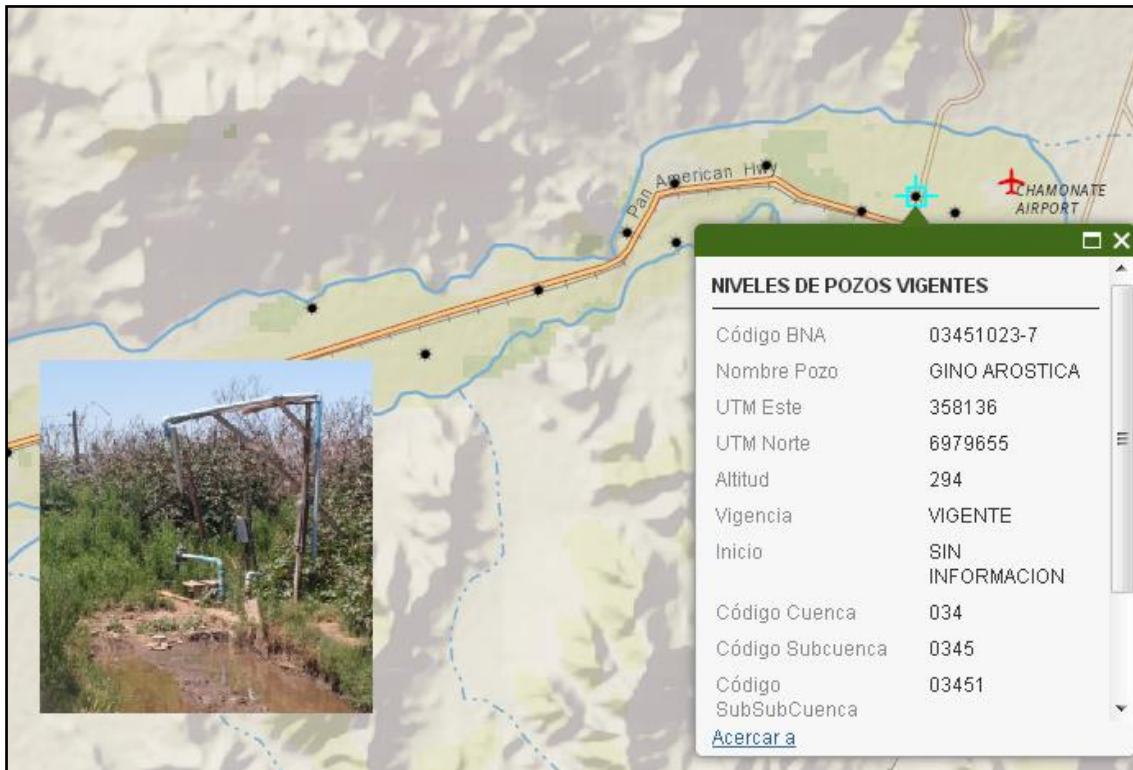 Pan American Hwy
CHAMONATE
AIRPORT
NIVELES DE POZOS VIGENTES
Código BNA 03451023-7
Nombre Pozo GINO AROSTICA
UTM Este 358136
UTM Norte 6979655
Altitud 294
Vigencia VIGENTE
Inicio SIN
INFORMACION
Código Cuenca 034
Código Subcuenca 0345
Código 03451
SubSubCuenca
Acercar a